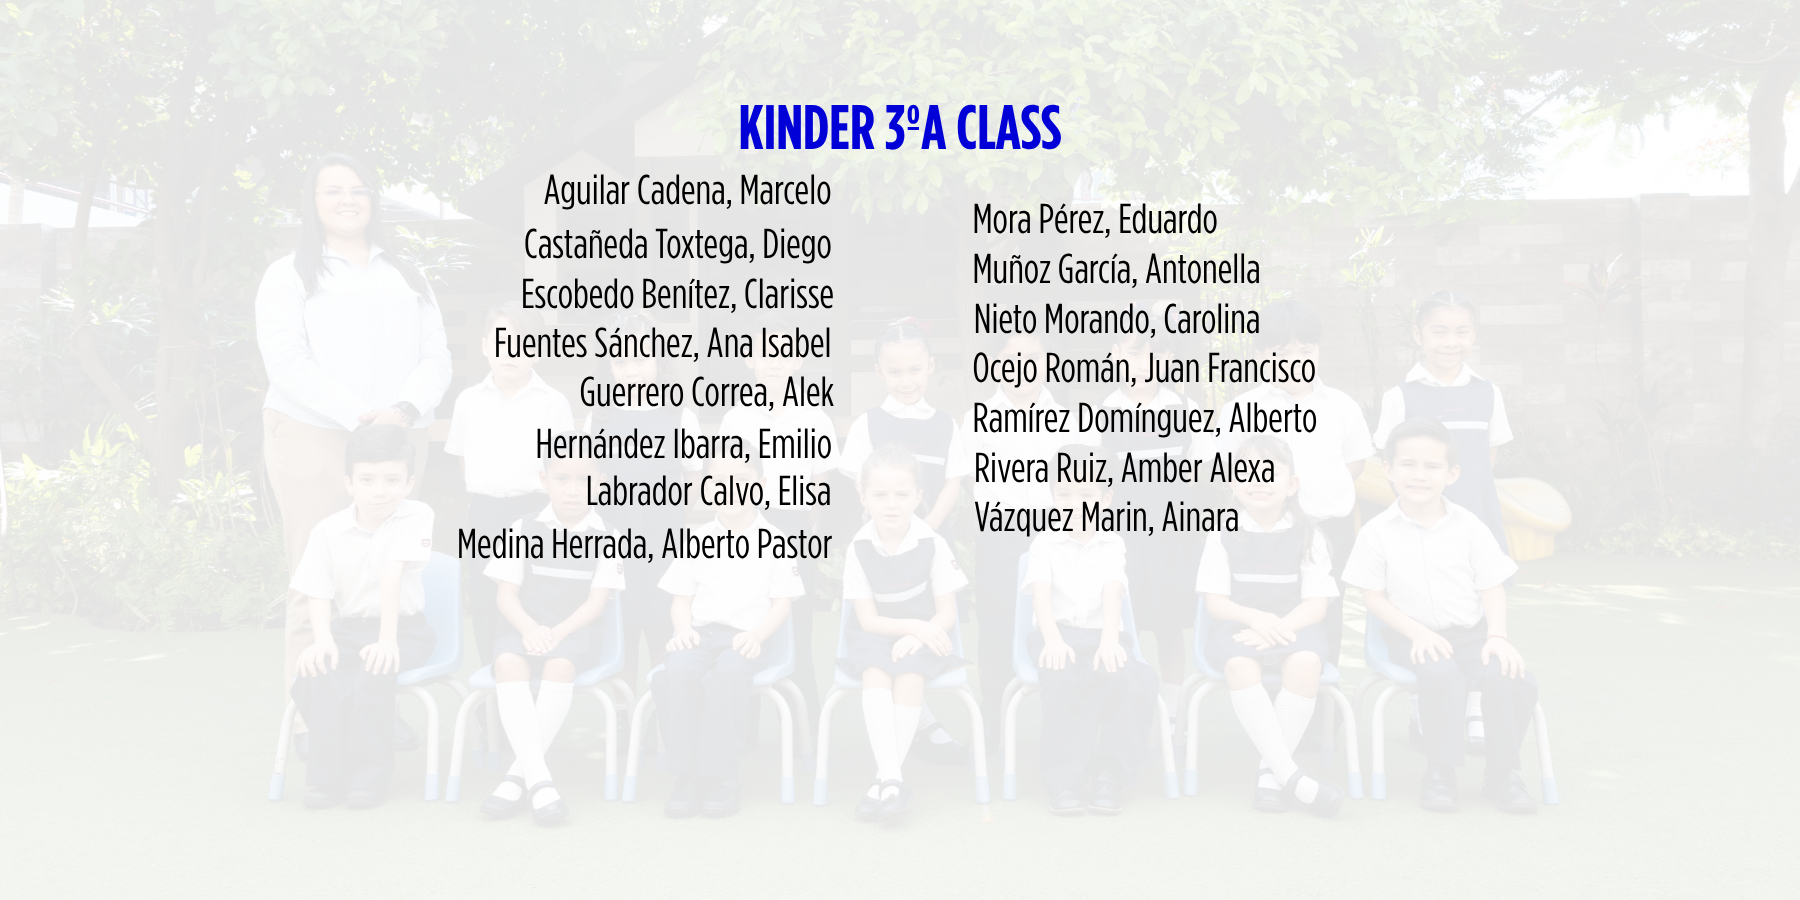 KINDER 3ºA CLASS
Aguilar Cadena, Marcelo
Castañeda Toxtega, Diego
Escobedo Benítez, Clarisse
Fuentes Sánchez, Ana Isabel
Guerrero Correa, Alek
Hernández Ibarra, Emilio
Labrador Calvo, Elisa
Medina Herrada, Alberto Pastor
Mora Pérez, Eduardo
Muñoz García, Antonella
Nieto Morando, Carolina
Ocejo Román, Juan Francisco
Ramírez Domínguez, Alberto
Rivera Ruiz, Amber Alexa
Vázquez Marin, Ainara